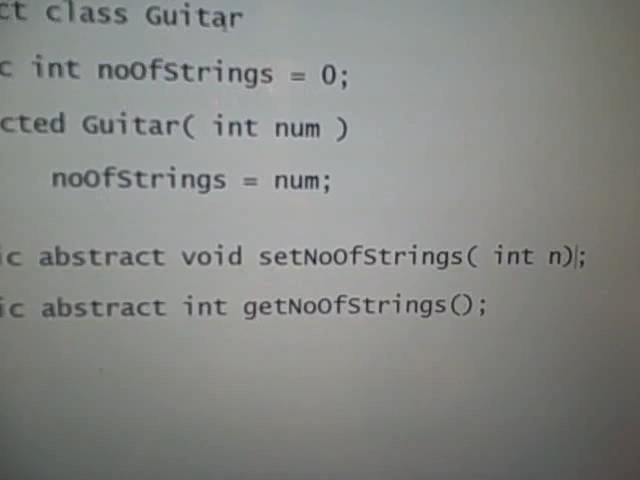 ct class Guitar
c int noOfStrings = 0;
cted Guitar( int num )
noOfStrings = num;
ic abstract void setNoOfStrings( int n);
ic abstract int getNoOfStrings();